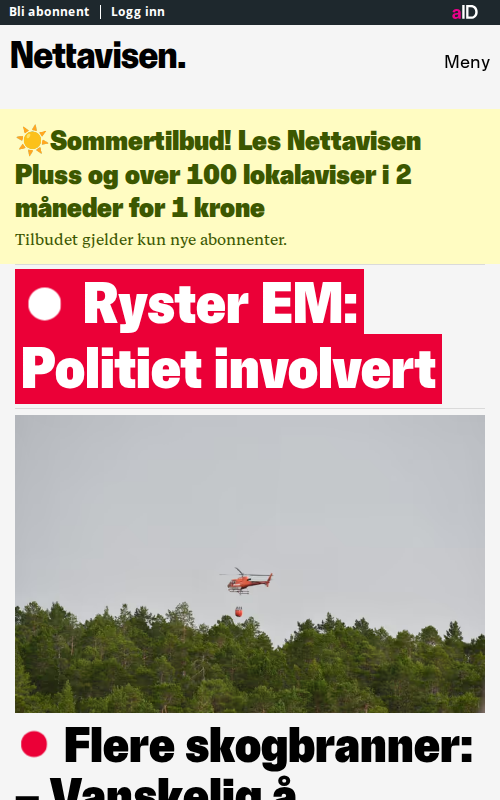 Bli abonnent
Logg inn
aID
Nettavisen.
Meny
☀️Sommertilbud! Les Nettavisen
Pluss og over 100 lokalaviser i 2
måneder for 1 krone
Tilbudet gjelder kun nye abonnenter.
Ryster EM:
Politiet involvert
Flere skogbranner:
– Vanskelig å